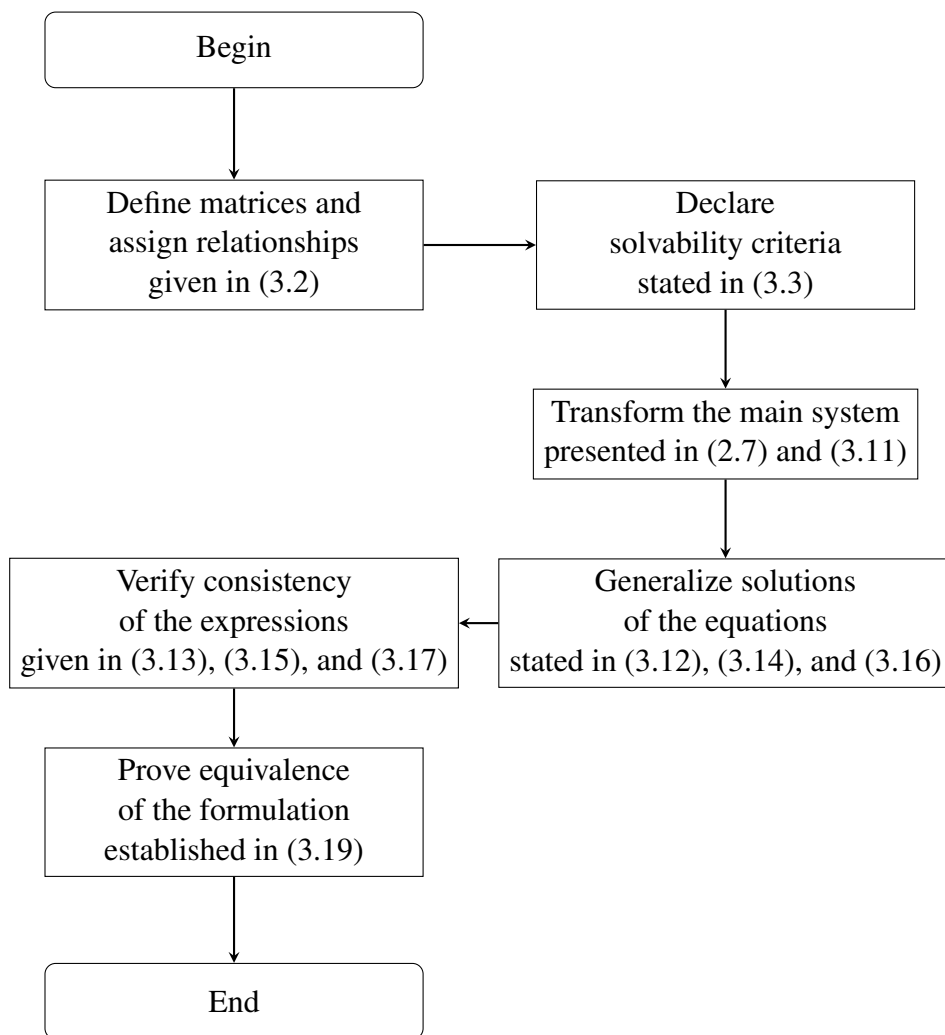 Begin
Define matrices and
assign relationships
given in (3.2)
Declare
solvability criteria
stated in (3.3)
Transform the main system
presented in (2.7) and (3.11)
Generalize solutions
of the equations
stated in (3.12), (3.14), and (3.16)
Verify consistency
of the expressions
given in (3.13), (3.15), and (3.17)
Prove equivalence
of the formulation
established in (3.19)
End